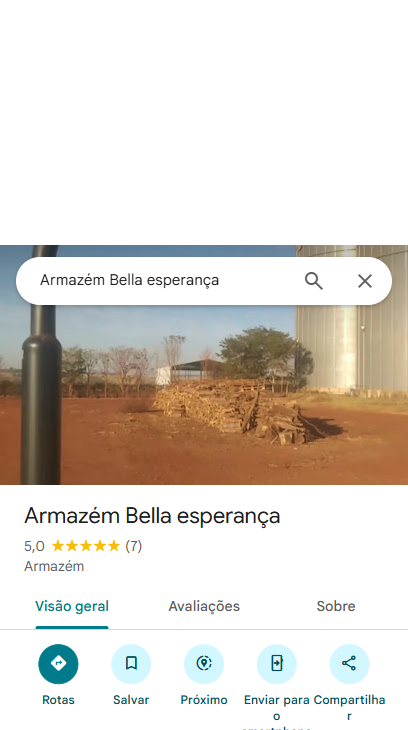 Armazém Bella esperança
Armazém Bella esperança
5,0 (7)
Armazém
Visão geral Avaliações Sobre
Rotas Salvar Próximo Enviar para o Compartilhar